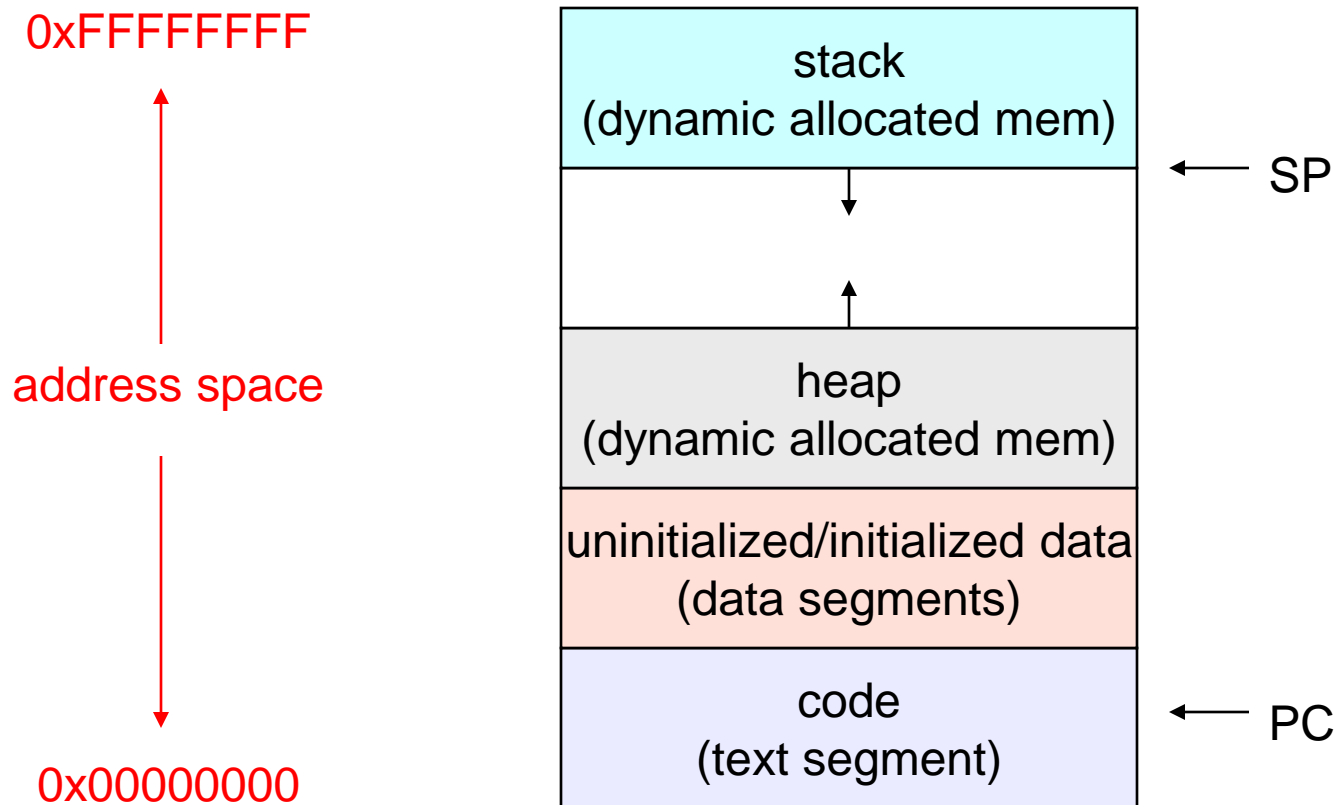 0xFFFFFFFF
stack
(dynamic allocated mem)
SP
address space
heap
(dynamic allocated mem)
uninitialized/initialized data
(data segments)
code
(text segment)
PC
0x00000000